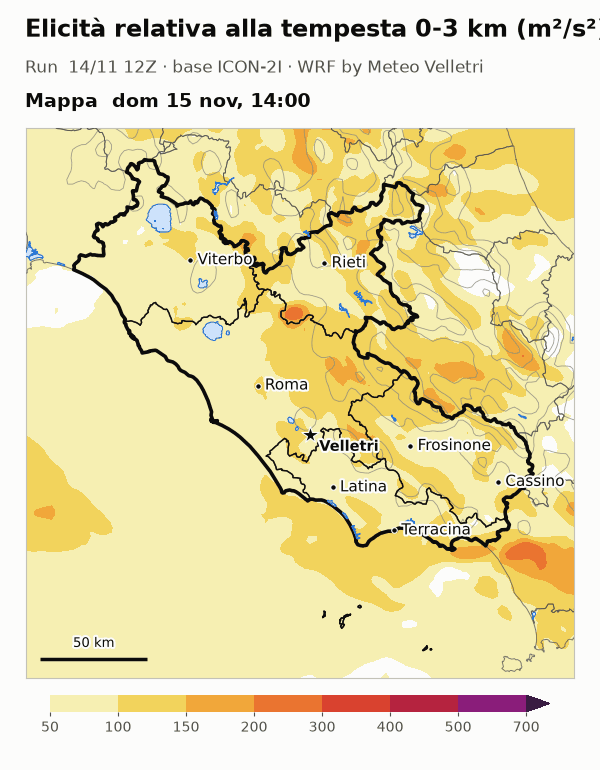 Elicità relativa alla tempesta 0-3 km (m²/s²)
Run 14/11 12Z · base ICON-2I · WRF by Meteo Velletri
Mappa dom 15 nov, 14:00
Viterbo
Rieti
Roma
Velletri
Frosinone
Latina
Cassino
Terracina
50 km
50 100 150 200 300 400 500 700